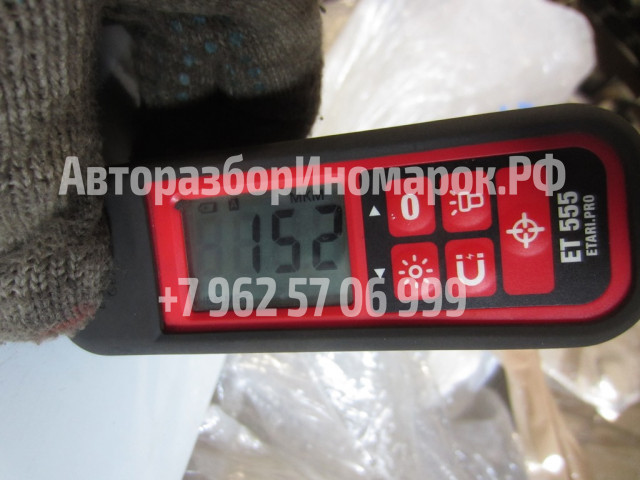 АвторазборИномарок.РФ
МКМ
152
0
ET 555
ETARI.PRO
+7 962 57 06 999